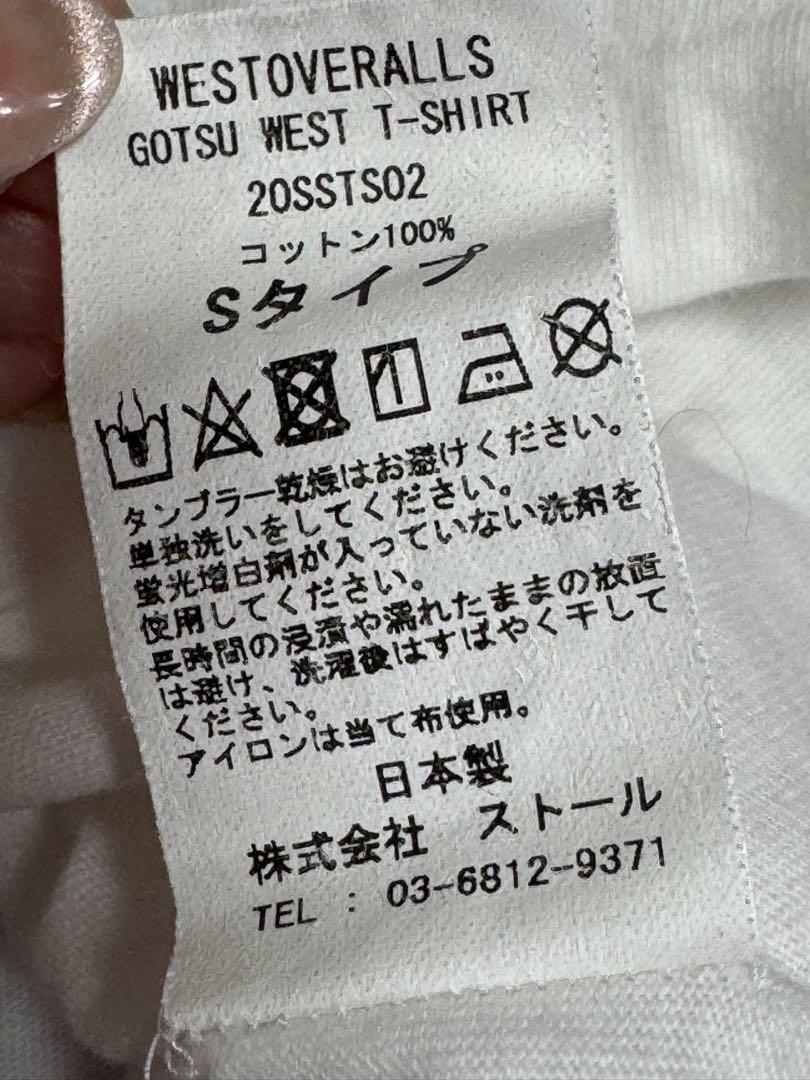 WESTOVERALLS
GOTSU WEST T-SHIRT
20SSTS02
コットン100%
Sタイプ
タンブラー乾燥はお避けください。
単独洗いをしてください。
蛍光増白剤が入っていない洗剤を
使用してください。
長時間の浸漬や濡れたままの放置
は避け、洗濯後はすばやく干して
ください。
アイロンは当て布使用。
日本製
株式会社 ストール
TEL : 03-6812-9371